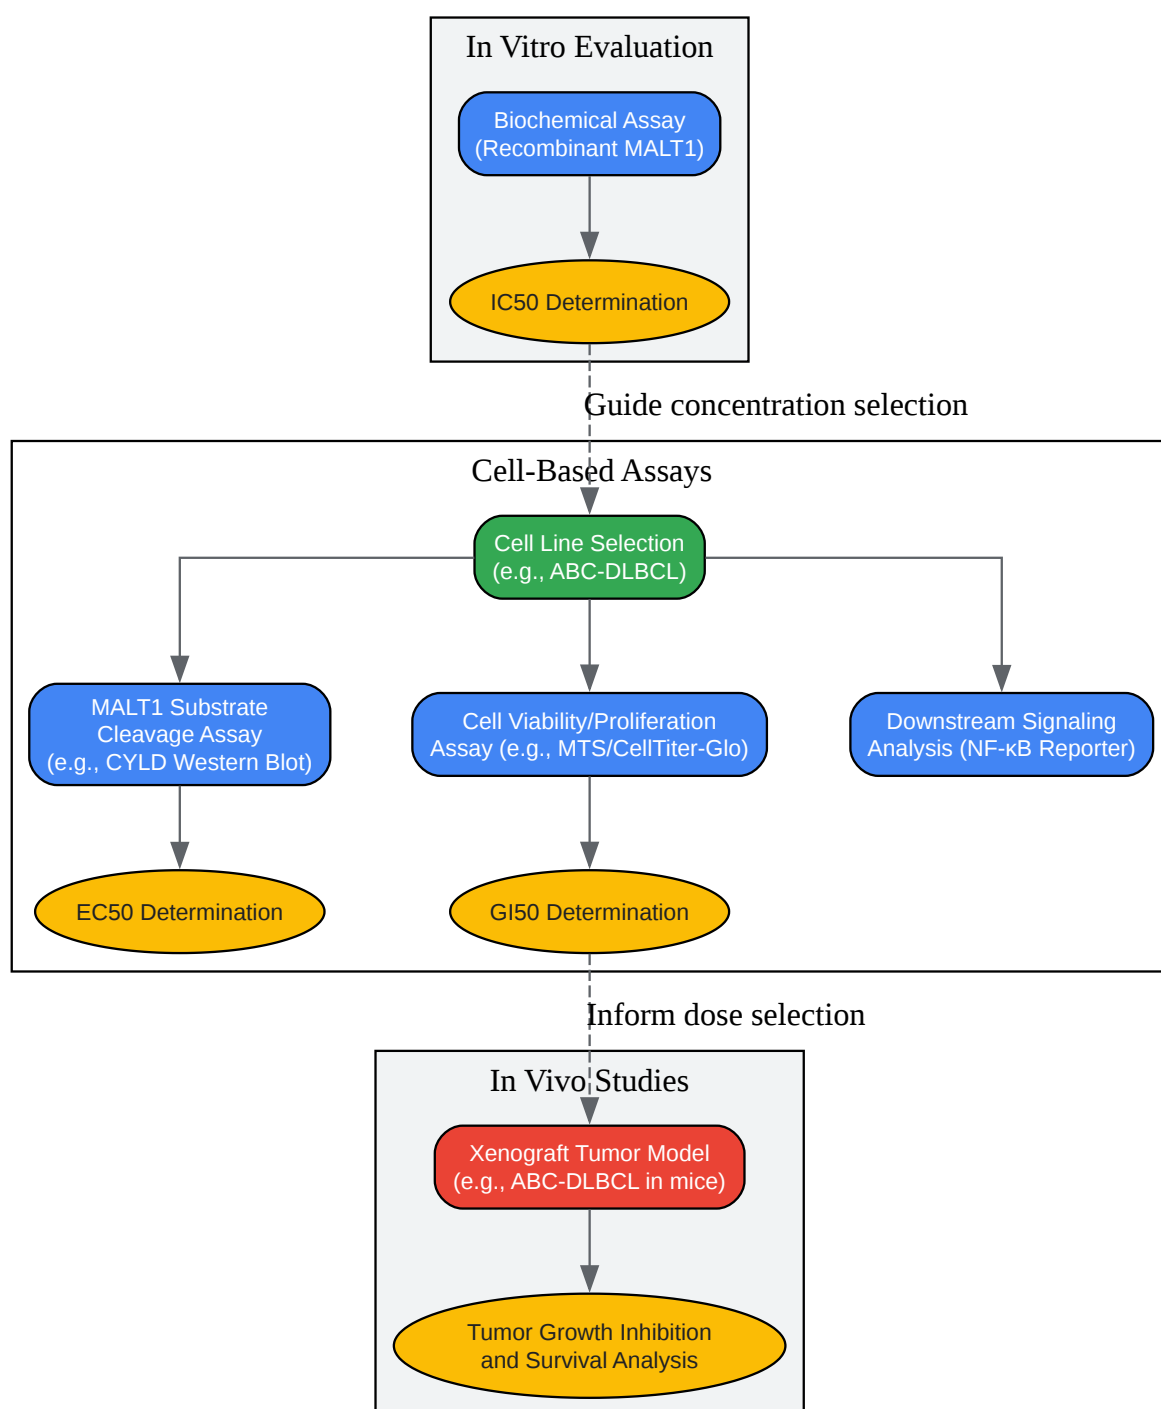 In Vitro Evaluation
Biochemical Assay
(Recombinant MALT1)
IC50 Determination
Guide concentration selection
Cell-Based Assays
Cell Line Selection
(e.g., ABC-DLBCL)
MALT1 Substrate
Cleavage Assay
(e.g., CYLD Western Blot)
Cell Viability/Proliferation
Assay (e.g., MTS/CellTiter-Glo)
Downstream Signaling
Analysis (NF-κB Reporter)
EC50 Determination
GI50 Determination
Inform dose selection
In Vivo Studies
Xenograft Tumor Model
(e.g., ABC-DLBCL in mice)
Tumor Growth Inhibition
and Survival Analysis